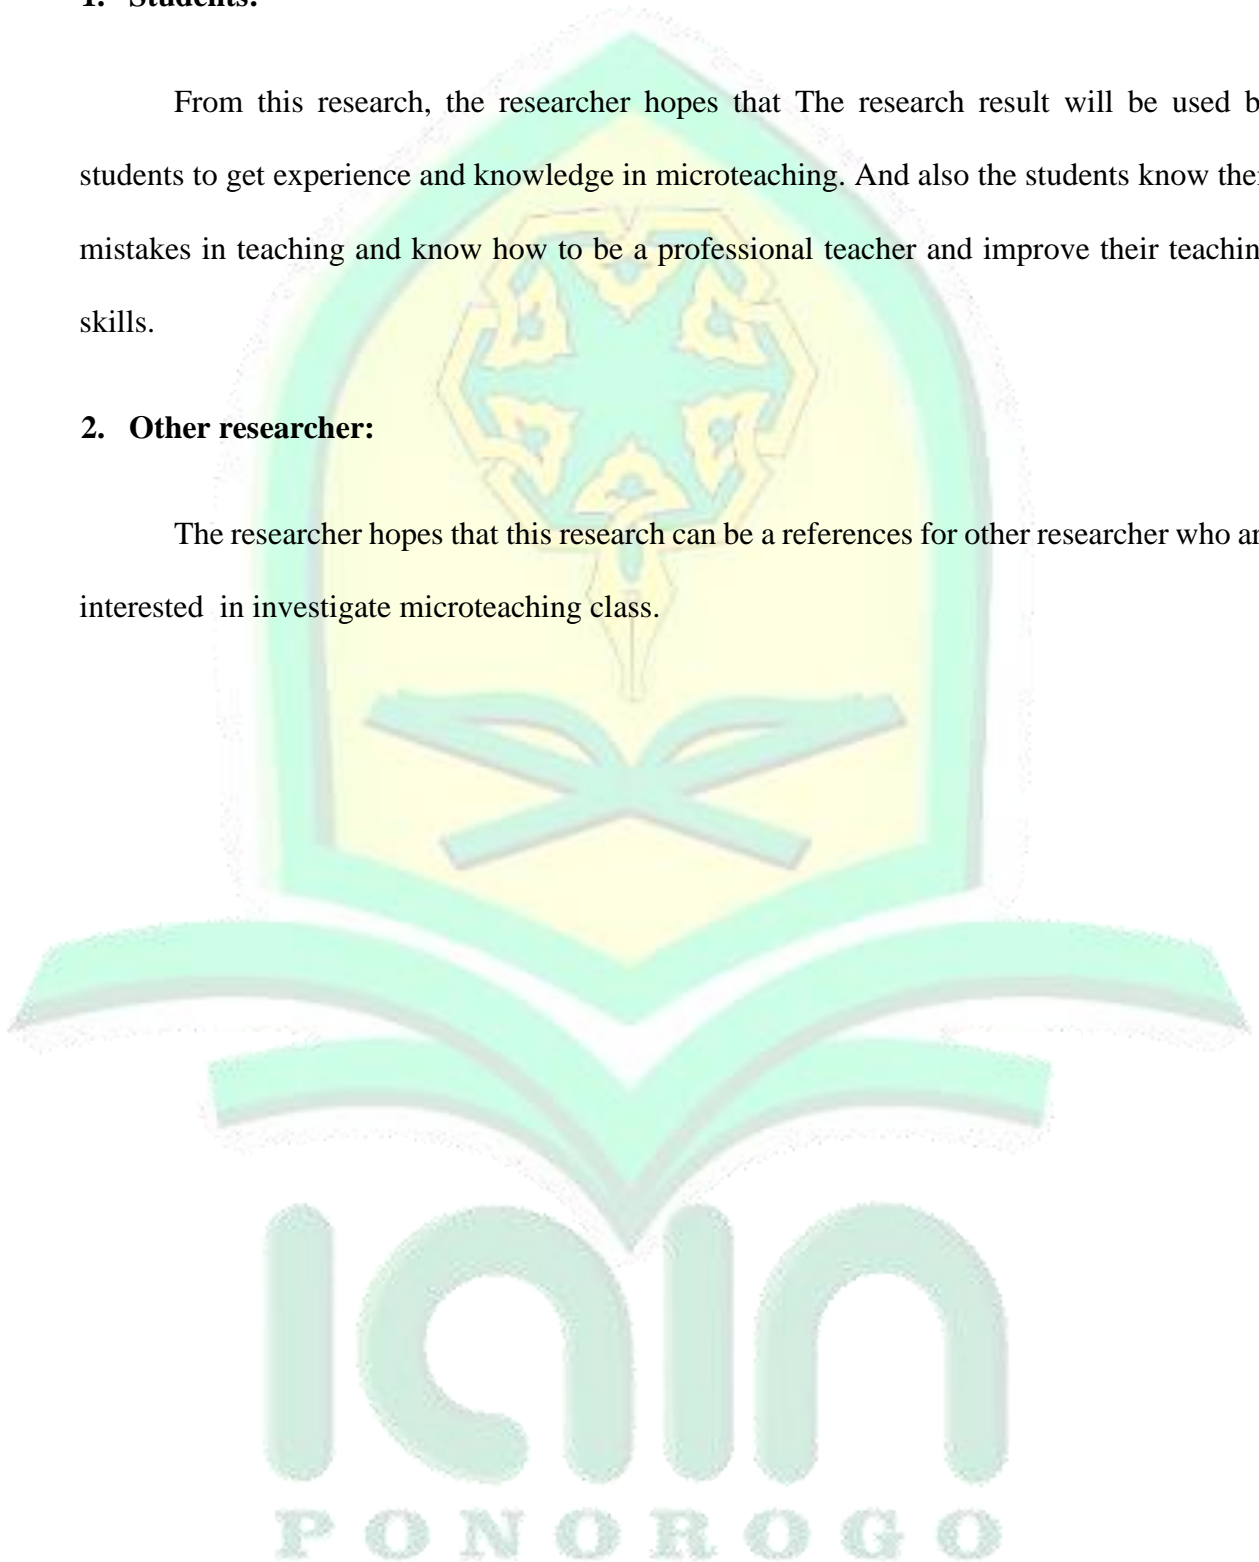 1. Students:
From this research, the researcher hopes that The research result will be used b
students to get experience and knowledge in microteaching. And also the students know thei
mistakes in teaching and know how to be a professional teacher and improve their teachin
skills.
2. Other researcher:
The researcher hopes that this research can be a references for other researcher who ar
interested in investigate microteaching class.
IAIN
PONOROGO